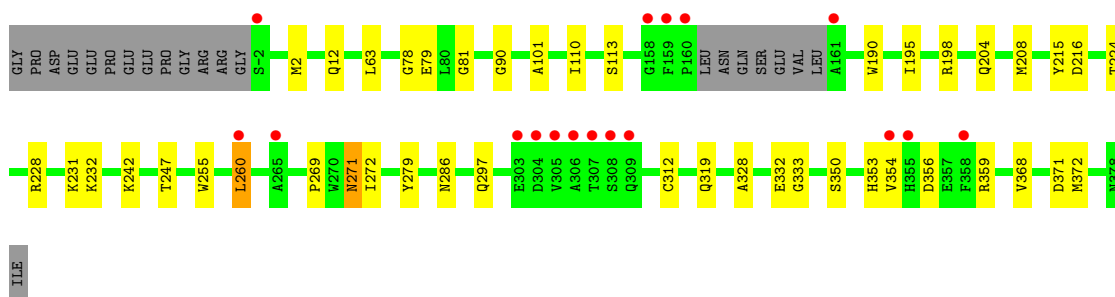 GLY PRO ASP GLU GLU PRO GLU GLU PRO GLY ARG ARG GLY S-2 M2 Q12 L63 G78 E79 L80 G81 G90 A101 I110 S113 G158 F159 P160 LEU ASN GLN SER GLU VAL LEU A161 W190 I195 R198 Q204 M208 Y215 D216 T224
R228 K231 K232 K242 T247 W255 L260 A265 P269 W270 N271 I272 Y279 N286 Q297 E303 D304 V305 A306 T307 S308 Q309 C312 Q319 A328 E332 G333 S350 H353 V354 H355 D356 E357 F358 R359 V368 D371 M372 N378
ILE